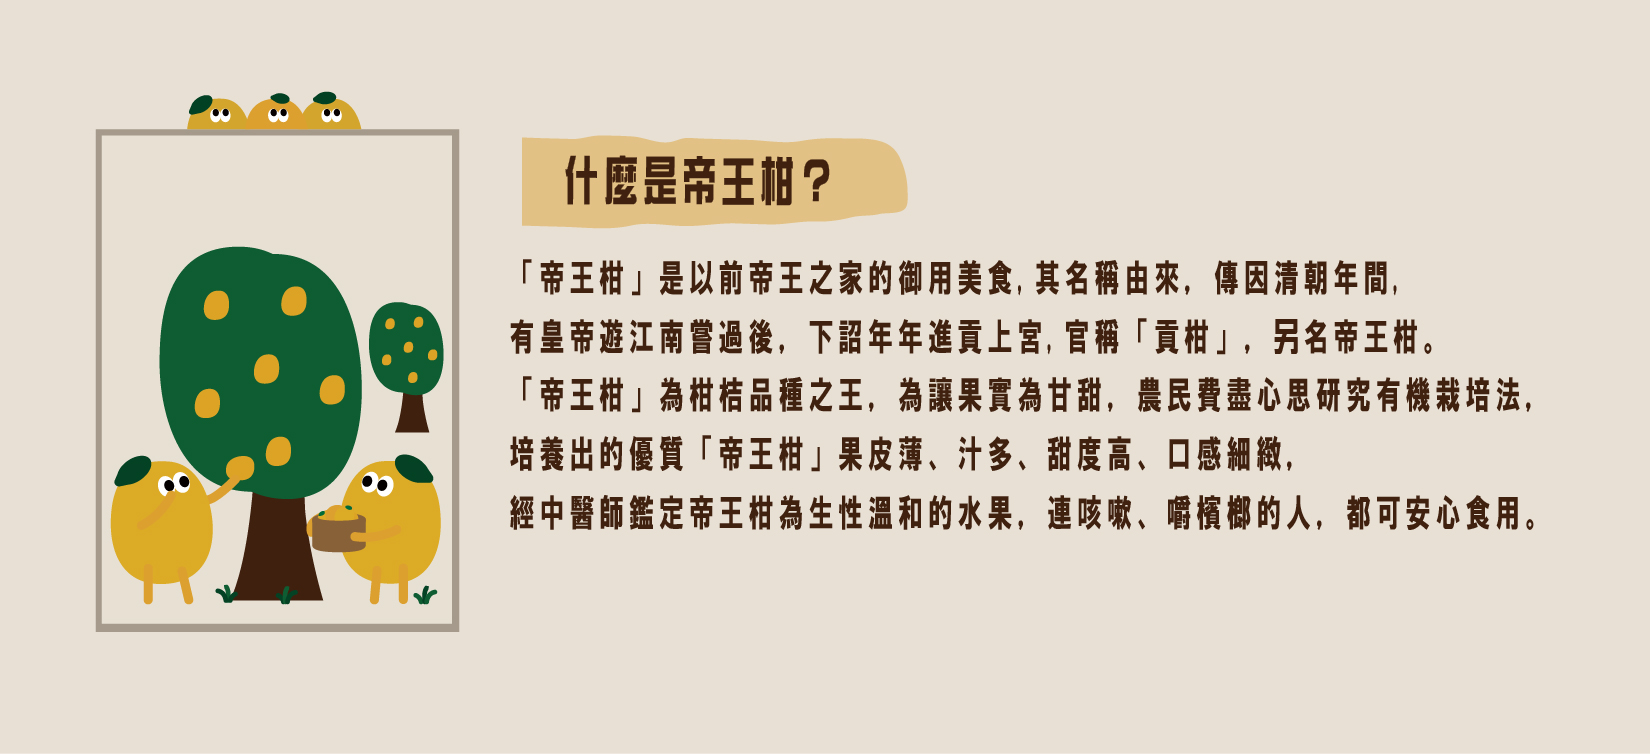 什麼是帝王柑？
「帝王柑」是以前帝王之家的御用美食，其名稱由來，傳因清朝年間，
有皇帝遊江南嘗過後，下詔年年進貢上宮，官稱「貢柑」，另名帝王柑。
「帝王柑」為柑桔品種之王，為讓果實為甘甜，農民費盡心思研究有機栽培法，
培養出的優質「帝王柑」果皮薄、汁多、甜度高、口感細緻，
經中醫師鑑定帝王柑為生性溫和的水果，連咳嗽、嚼檳榔的人，都可安心食用。